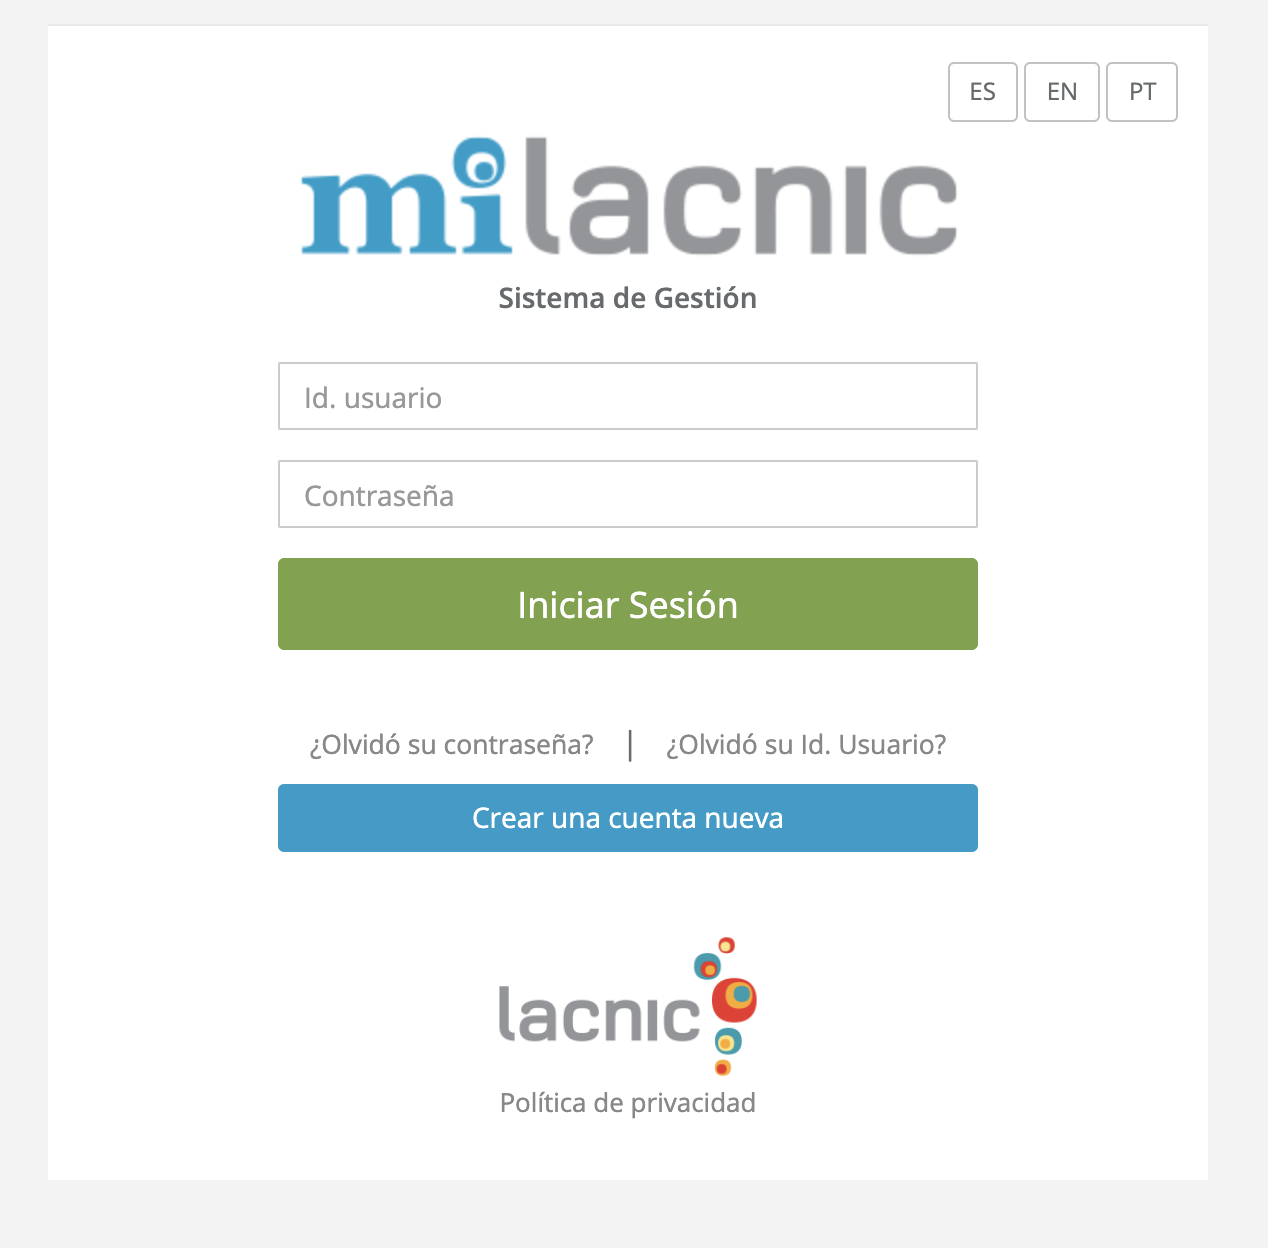 ES EN PT
milacnic
Sistema de Gestión
Id. usuario
Contraseña
Iniciar Sesión
¿Olvidó su contraseña? | ¿Olvidó su Id. Usuario?
Crear una cuenta nueva
lacnic
Política de privacidad